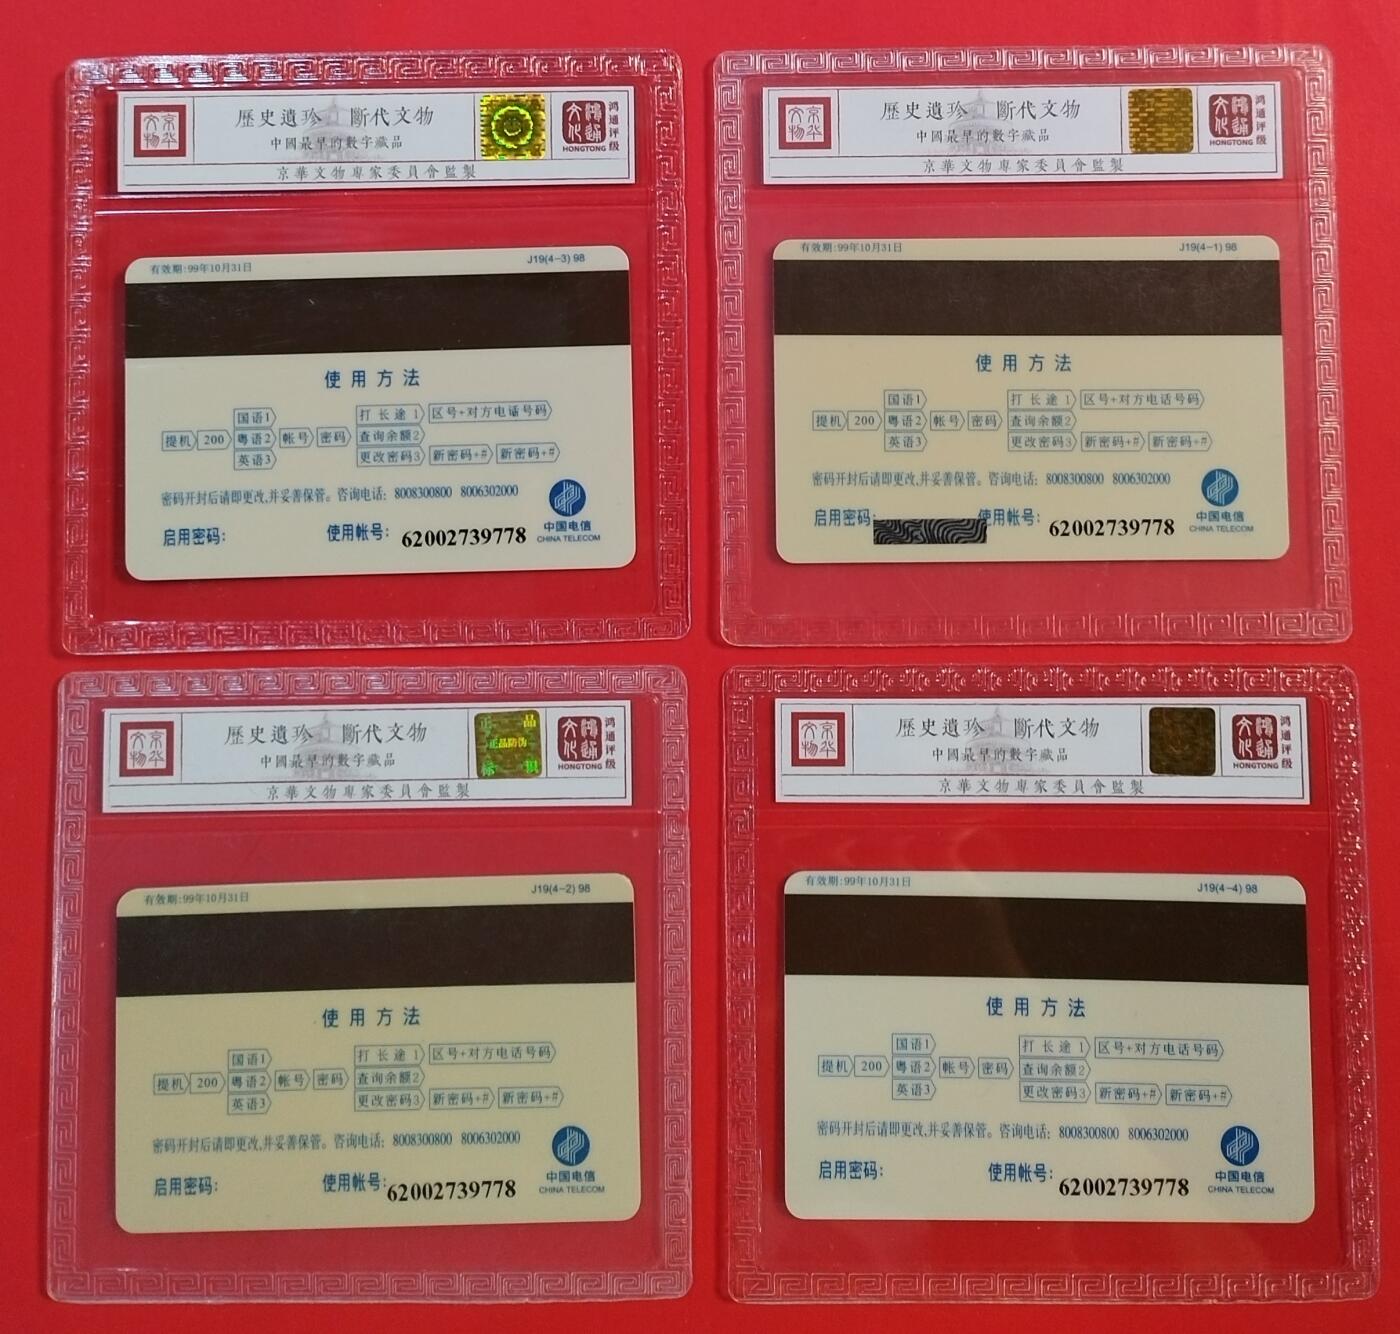 歷史遺珍 斷代文物
中國最早的數字藏品
京華文物專家委員會監製
京华文物
鸿通文化
HONGTONG
鸿通评级
有效期:99年10月31日 J19(4-3) 98
使用方法
国语1 打长途1 区号+对方电话号码
提机 200 粤语2 帐号 密码 查询余额2
英语3 更改密码3 新密码+# 新密码+#
密码开封后请即更改,并妥善保管。咨询电话: 8008300800 8006302000
启用密码: 使用帐号: 62002739778
中国电信
CHINA TELECOM
歷史遺珍 斷代文物
中國最早的數字藏品
京華文物專家委員會監製
京华文物
鸿通文化
HONGTONG
鸿通评级
有效期:99年10月31日 J19(4-1) 98
使用方法
国语1 打长途1 区号+对方电话号码
提机 200 粤语2 帐号 密码 查询余额2
英语3 更改密码3 新密码+# 新密码+#
密码开封后请即更改,并妥善保管。咨询电话: 8008300800 8006302000
启用密码: 使用帐号: 62002739778
中国电信
CHINA TELECOM
歷史遺珍 斷代文物
中國最早的數字藏品
京華文物專家委員會監製
京华文物
正品
正品防伪
标识
鸿通文化
HONGTONG
鸿通评级
有效期:99年10月31日 J19(4-2) 98
使用方法
国语1 打长途1 区号+对方电话号码
提机 200 粤语2 帐号 密码 查询余额2
英语3 更改密码3 新密码+# 新密码+#
密码开封后请即更改,并妥善保管。咨询电话: 8008300800 8006302000
启用密码: 使用帐号: 62002739778
中国电信
CHINA TELECOM
歷史遺珍 斷代文物
中國最早的數字藏品
京華文物專家委員會監製
京华文物
鸿通文化
HONGTONG
鸿通评级
有效期:99年10月31日 J19(4-4) 98
使用方法
国语1 打长途1 区号+对方电话号码
提机 200 粤语2 帐号 密码 查询余额2
英语3 更改密码3 新密码+# 新密码+#
密码开封后请即更改,并妥善保管。咨询电话: 8008300800 8006302000
启用密码: 使用帐号: 62002739778
中国电信
CHINA TELECOM